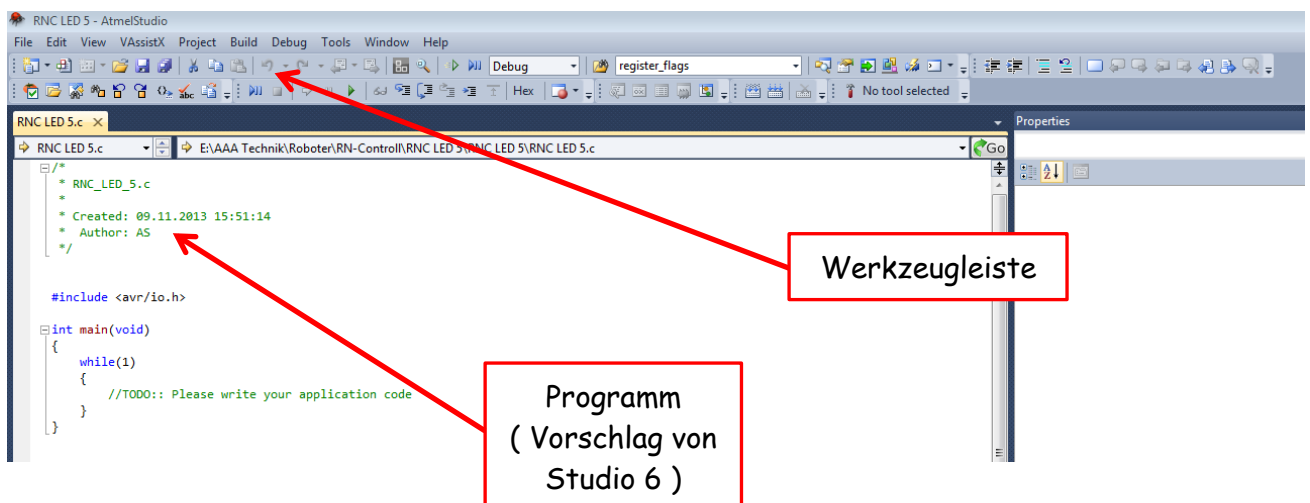 RNC LED 5 - AtmelStudio
File Edit View VAssistX Project Build Debug Tools Window Help
Debug register_flags
Hex No tool selected
RNC LED 5.c Properties
RNC LED 5.c E:\AAA Technik\Roboter\RN-Controll\RNC LED 5\RNC LED 5\RNC LED 5.c Go
/*
* RNC_LED_5.c
*
* Created: 09.11.2013 15:51:14
* Author: AS
*/
Werkzeugleiste
#include <avr/io.h>
int main(void)
{
while(1)
{
//TODO:: Please write your application code
}
}
Programm
( Vorschlag von
Studio 6 )